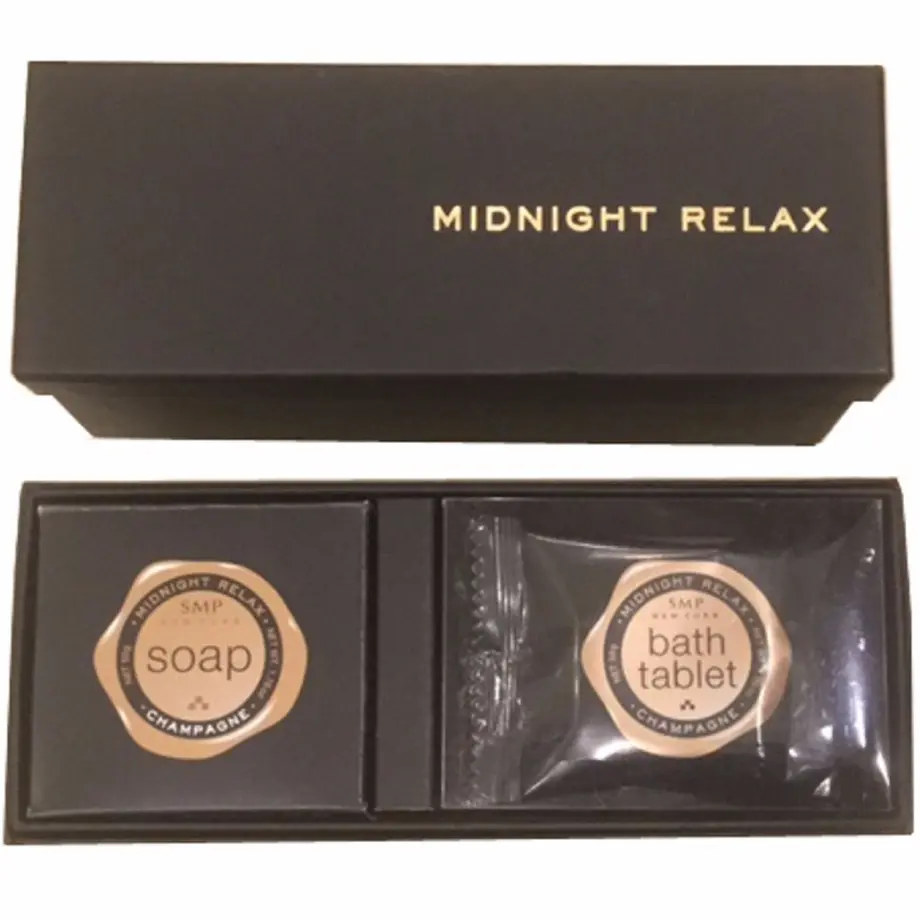 MIDNIGHT RELAX
MIDNIGHT RELAX
SMP
NEW YORK
soap
CHAMPAGNE
MIDNIGHT RELAX
SMP
NEW YORK
bath
tablet
CHAMPAGNE